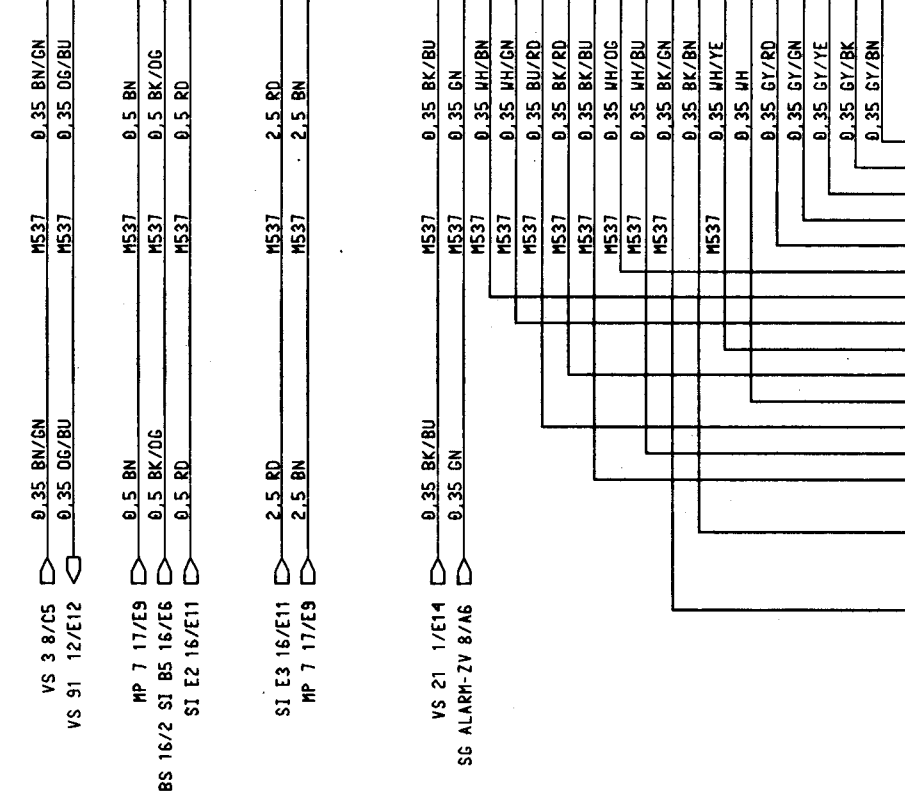 VS 3 8/C5 0,35 BN/GN M537 0,35 BN/GN
VS 91 12/E12 0,35 OG/BU M537 0,35 OG/BU
MP 7 17/E9 0,5 BN M537 0,5 BN
BS 16/2 SI B5 16/E6 0,5 BK/OG M537 0,5 BK/OG
SI E2 16/E11 0,5 RD M537 0,5 RD
SI E3 16/E11 2,5 RD M537 2,5 RD
MP 7 17/E9 2,5 BN M537 2,5 BN
VS 21 1/E14 0,35 BK/BU M537 0,35 BK/BU
SG ALARM-ZV 8/A6 0,35 GN M537 0,35 GN
M537 0,35 WH/BN
M537 0,35 WH/GN
M537 0,35 BU/RD
M537 0,35 BK/RD
M537 0,35 BK/BU
M537 0,35 WH/OG
M537 0,35 WH/BU
M537 0,35 BK/GN
0,35 BK/BN
M537 0,35 WH/YE
0,35 WH
0,35 GY/RD
0,35 GY/GN
0,35 GY/YE
0,35 GY/BK
0,35 GY/BN